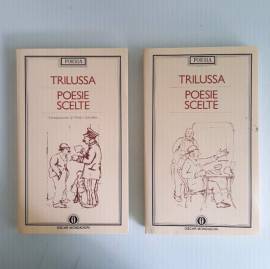 POESIA
TRILUSSA
POESIE
SCELTE
OSCAR MONDADORI
POESIA
TRILUSSA
POESIE
SCELTE
OSCAR MONDADORI